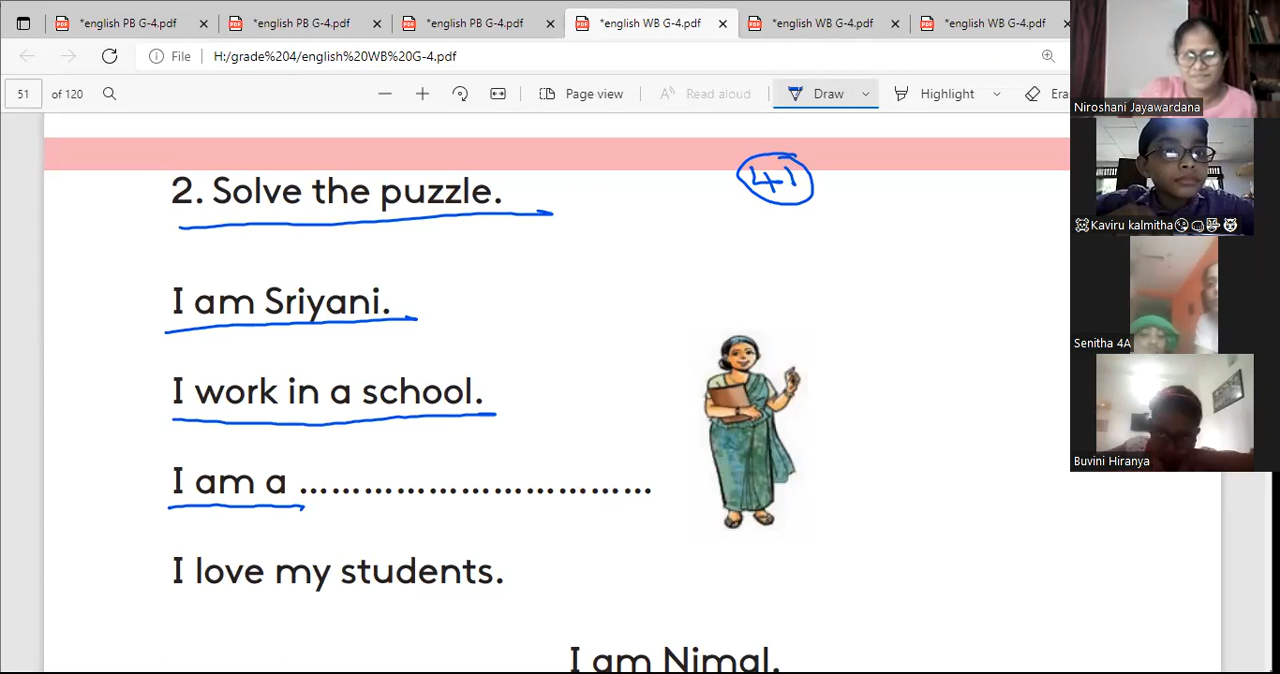 *english PB G-4.pdf
*english PB G-4.pdf
*english PB G-4.pdf
*english WB G-4.pdf
*english WB G-4.pdf
*english WB G-4.pdf
File
H:/grade%204/english%20WB%20G-4.pdf
51 of 120
Page view
Read aloud
Draw
Highlight
Era
2. Solve the puzzle.
41
I am Sriyani.
I work in a school.
I am a ....................................
I love my students.
I am Nimal.
Niroshani Jayawardana
Kaviru kalmitha
Senitha 4A
Buvini Hiranya